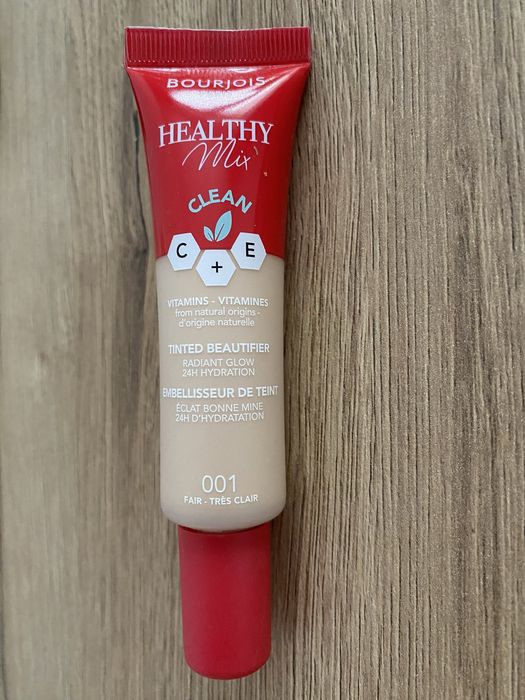 BOURJOIS
HEALTHY
Mix
CLEAN
C + E
VITAMINS - VITAMINES
from natural origins -
d'origine naturelle
TINTED BEAUTIFIER
RADIANT GLOW
24H HYDRATION
EMBELLISSEUR DE TEINT
ÉCLAT BONNE MINE
24H D'HYDRATATION
001
FAIR - TRÈS CLAIR